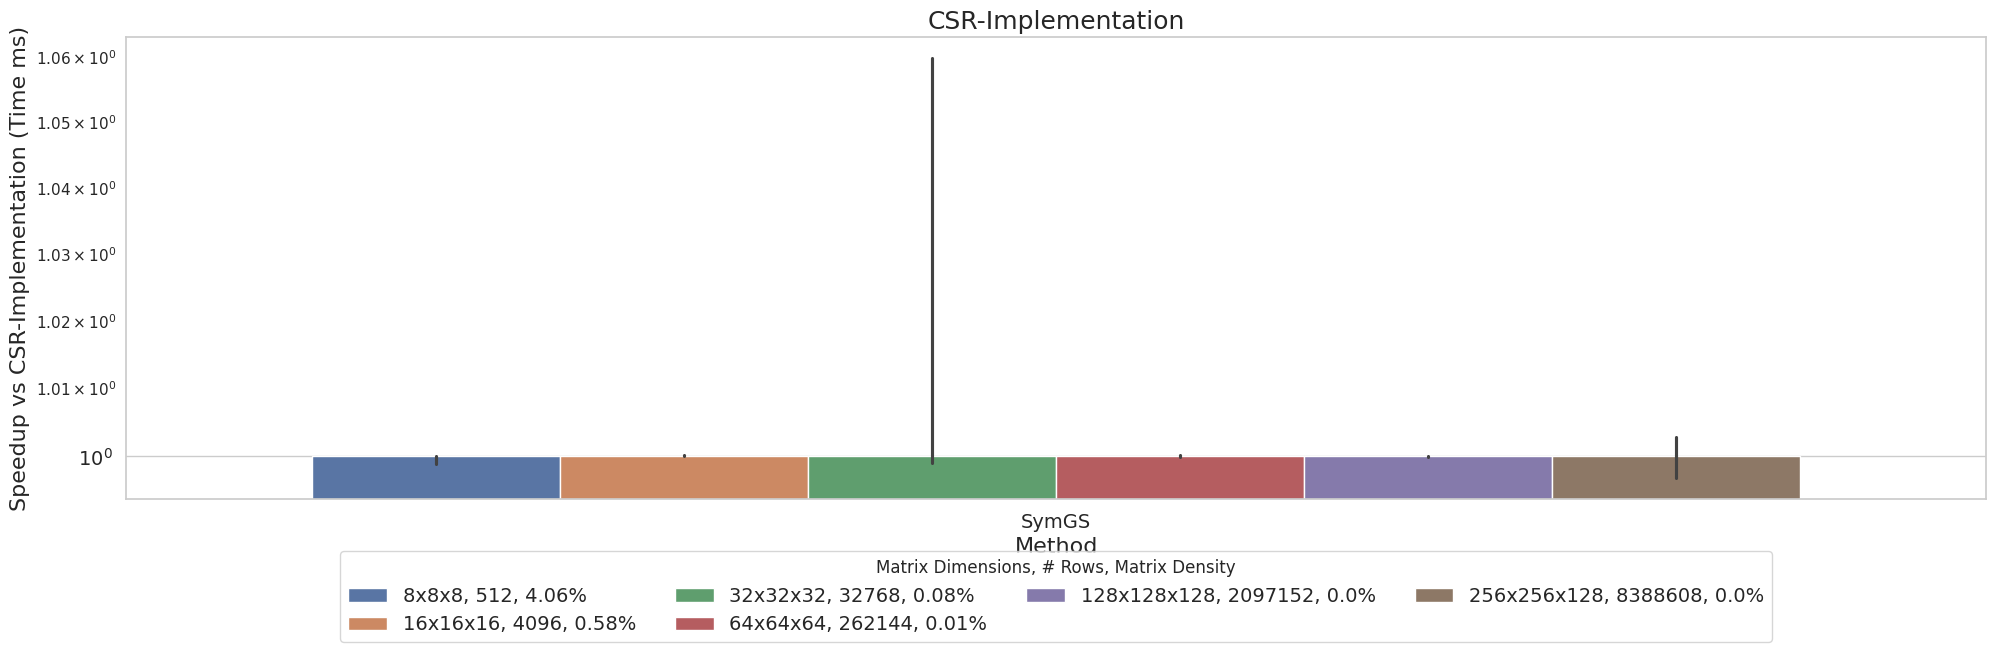 CSR-Implementation
Speedup vs CSR-Implementation (Time ms)
1.06 × 10⁰
1.05 × 10⁰
1.04 × 10⁰
1.03 × 10⁰
1.02 × 10⁰
1.01 × 10⁰
10⁰
SymGS
Method
Matrix Dimensions, # Rows, Matrix Density
8x8x8, 512, 4.06%
16x16x16, 4096, 0.58%
32x32x32, 32768, 0.08%
64x64x64, 262144, 0.01%
128x128x128, 2097152, 0.0%
256x256x128, 8388608, 0.0%